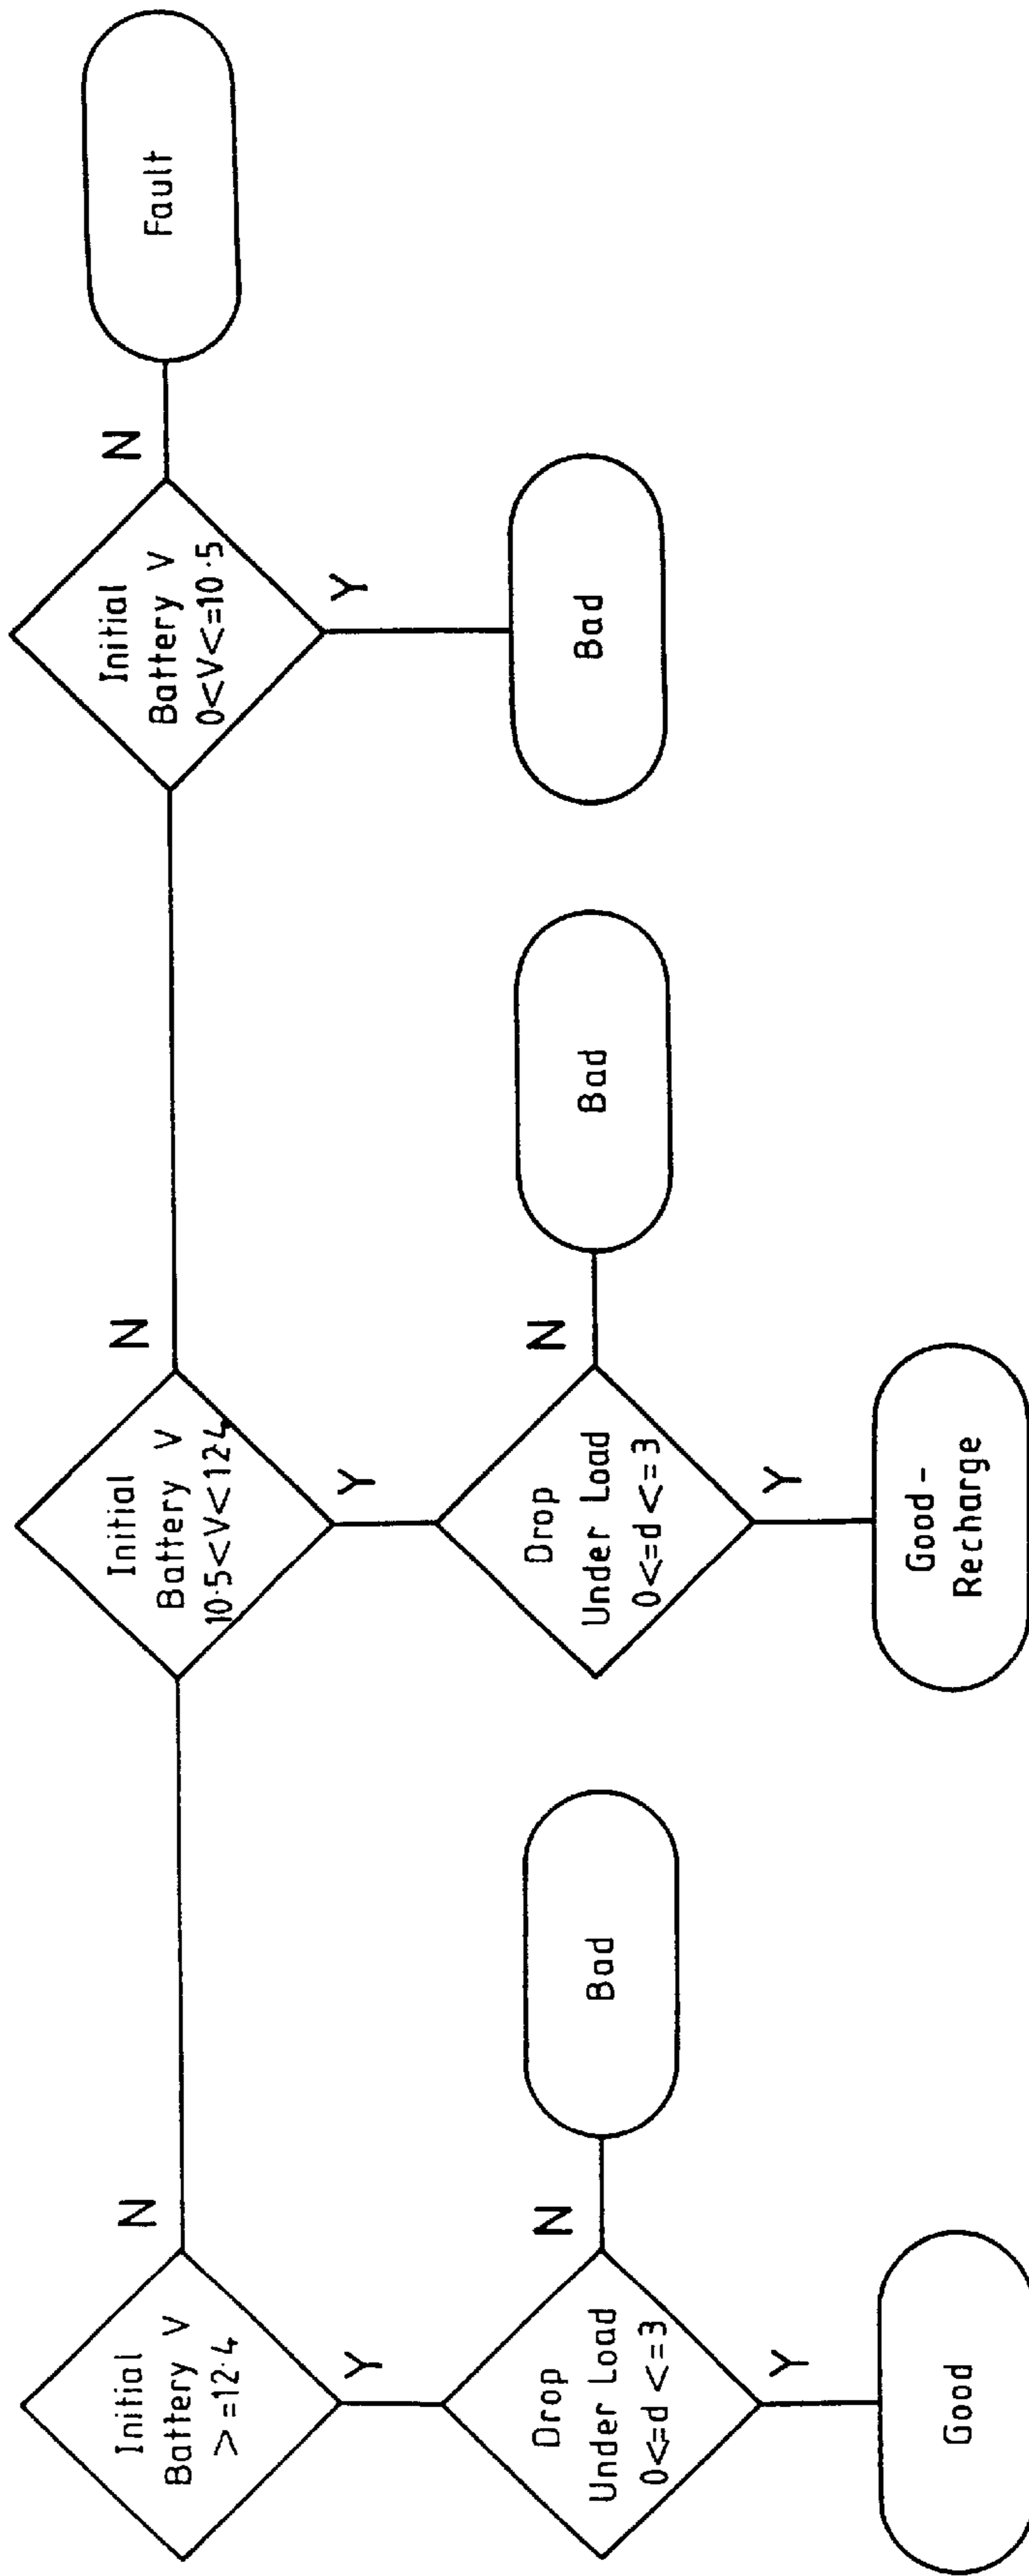 Initial
Battery V
>=12·4
N
Y
Initial
Battery V
10·5<V<12·4
N
Y
Initial
Battery V
0<V<=10·5
N
Y
Fault
Drop
Under Load
0<=d <=3
N
Y
Bad
Drop
Under Load
0<=d <=3
N
Y
Bad
Bad
Good
Good-
Recharge